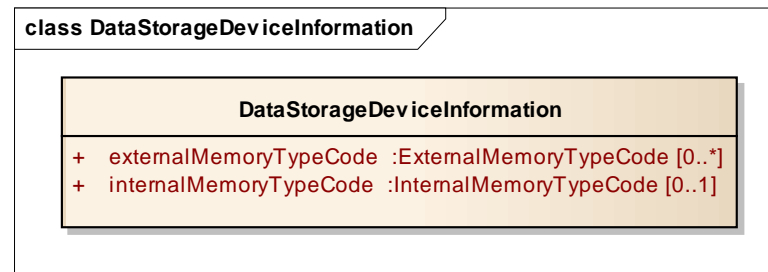 class DataStorageDeviceInformation
DataStorageDeviceInformation
+ externalMemoryTypeCode :ExternalMemoryTypeCode [0..*]
+ internalMemoryTypeCode :InternalMemoryTypeCode [0..1]